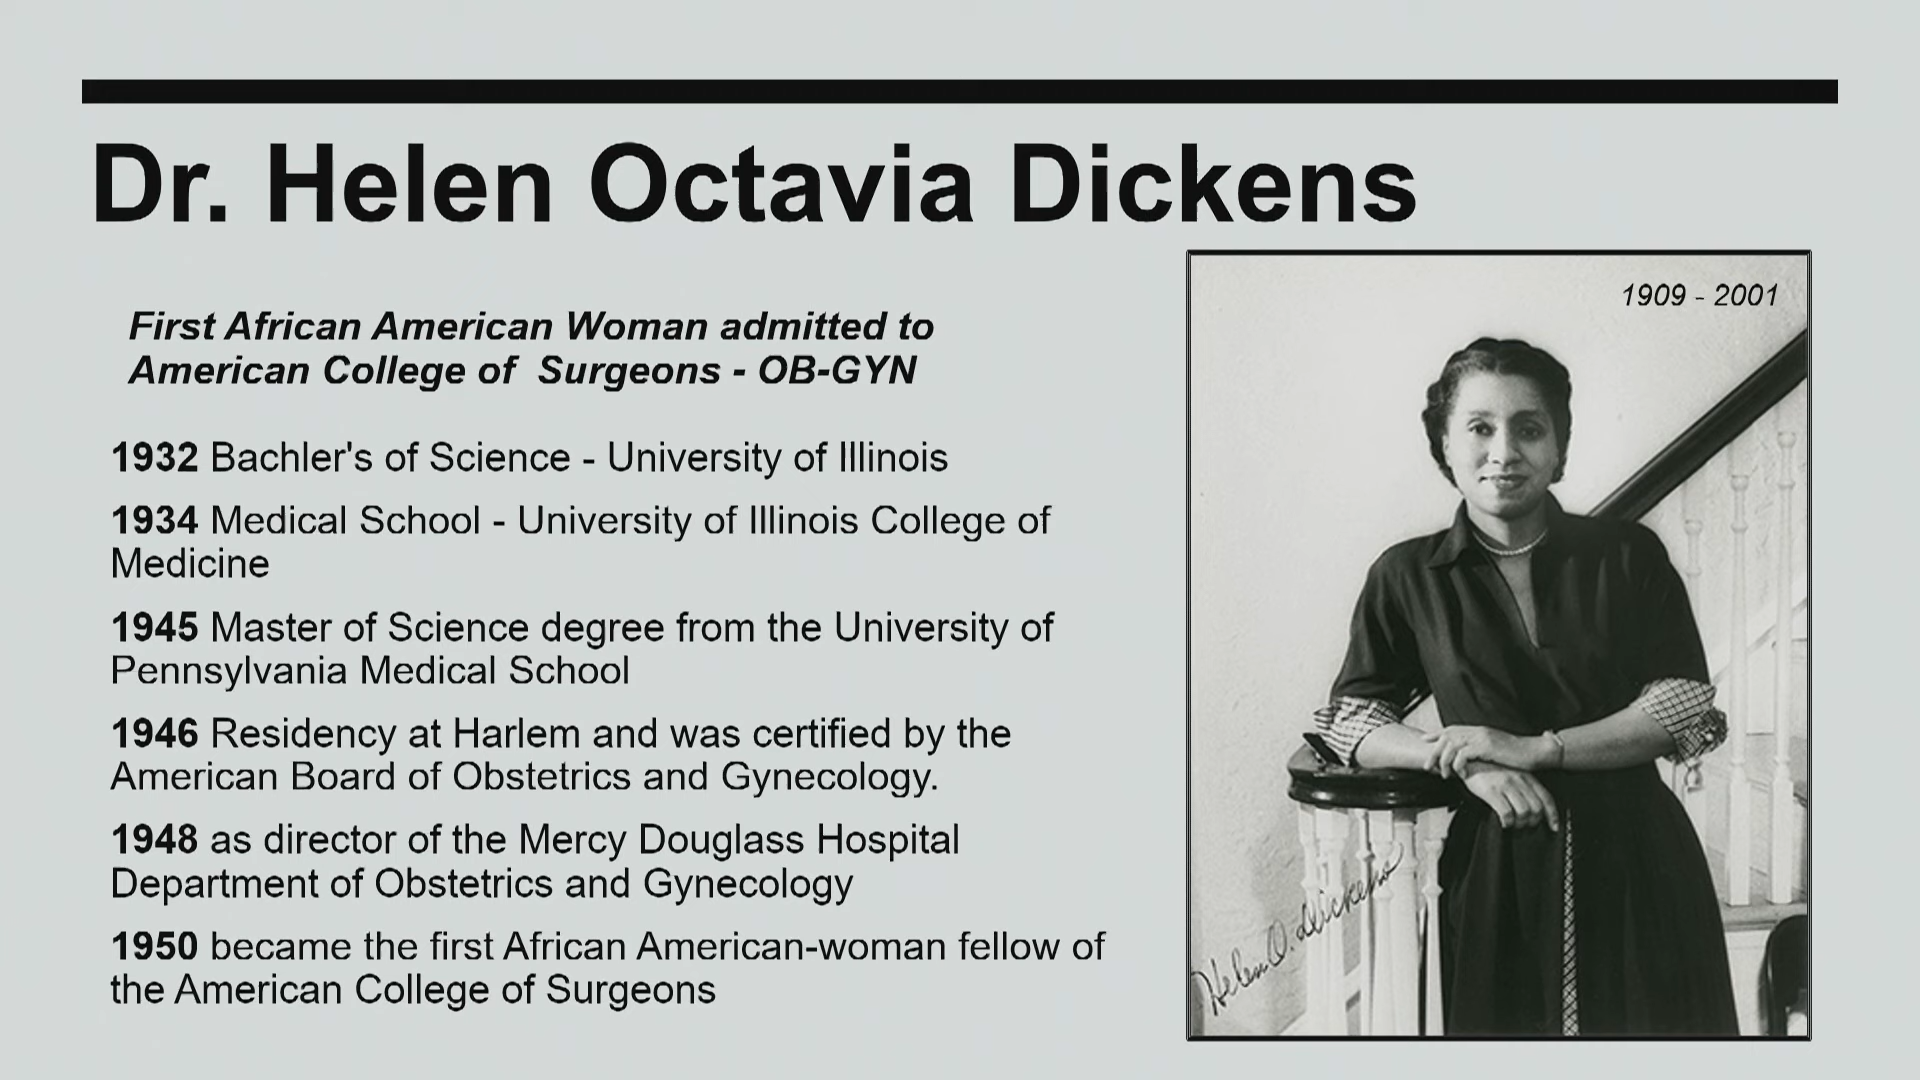 Dr. Helen Octavia Dickens
1909 - 2001
First African American Woman admitted to
American College of Surgeons - OB-GYN
1932 Bachler's of Science - University of Illinois
1934 Medical School - University of Illinois College of
Medicine
1945 Master of Science degree from the University of
Pennsylvania Medical School
1946 Residency at Harlem and was certified by the
American Board of Obstetrics and Gynecology.
1948 as director of the Mercy Douglass Hospital
Department of Obstetrics and Gynecology
1950 became the first African American-woman fellow of
the American College of Surgeons
Helen O. Dickens